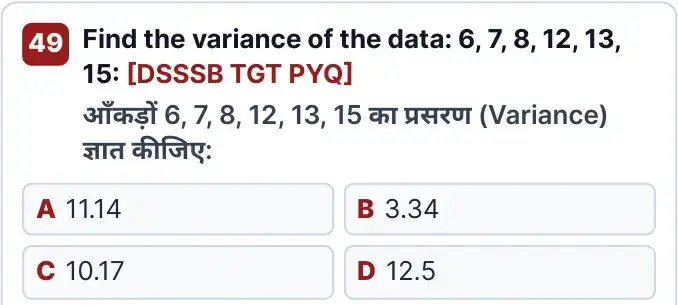 49 Find the variance of the data: 6, 7, 8, 12, 13,
15: [DSSSB TGT PYQ]
आँकड़ों 6, 7, 8, 12, 13, 15 का प्रसरण (Variance)
ज्ञात कीजिए:
A 11.14 B 3.34
C 10.17 D 12.5